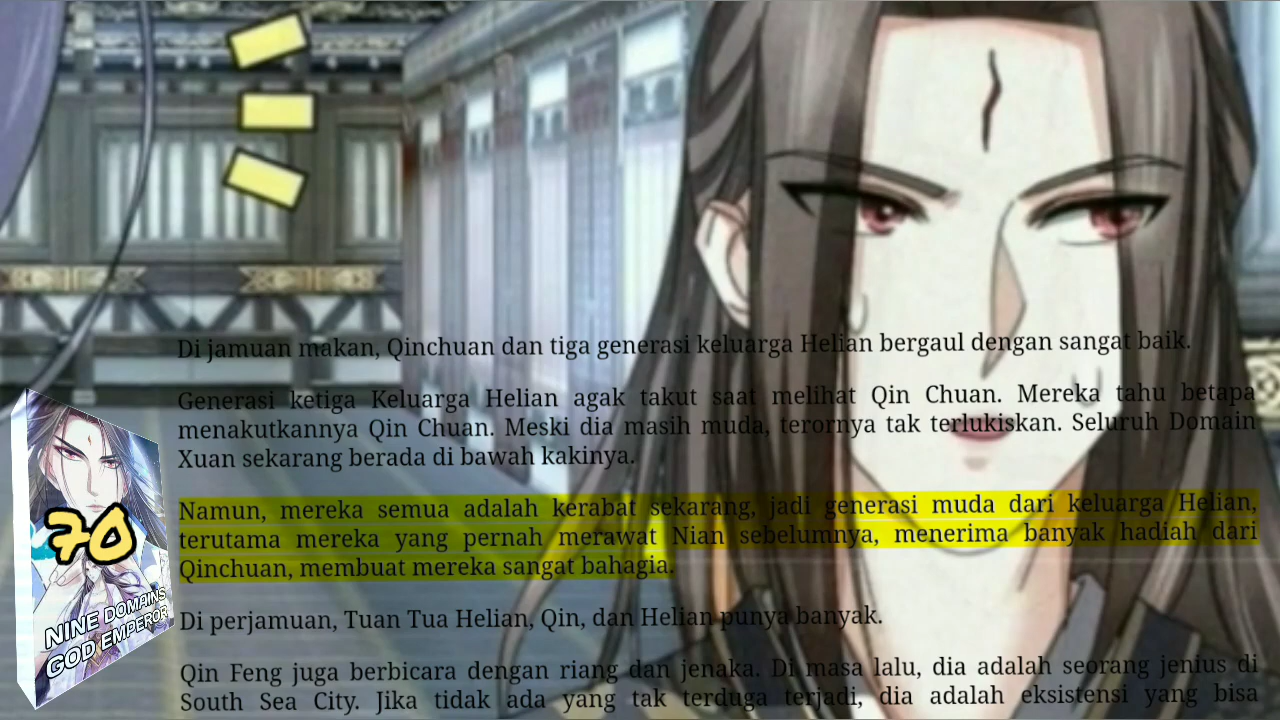 Di jamuan makan, Qinchuan dan tiga generasi keluarga Helian bergaul dengan sangat baik.
Generasi ketiga Keluarga Helian agak takut saat melihat Qin Chuan. Mereka tahu betapa
menakutkannya Qin Chuan. Meski dia masih muda, terornya tak terlukiskan. Seluruh Domain
Xuan sekarang berada di bawah kakinya.
Namun, mereka semua adalah kerabat sekarang, jadi generasi muda dari keluarga Helian,
terutama mereka yang pernah merawat Nian sebelumnya, menerima banyak hadiah dari
Qinchuan, membuat mereka sangat bahagia.
Di perjamuan, Tuan Tua Helian, Qin, dan Helian punya banyak.
Qin Feng juga berbicara dengan riang dan jenaka. Di masa lalu, dia adalah seorang jenius di
South Sea City. Jika tidak ada yang tak terduga terjadi, dia adalah eksistensi yang bisa
70
NINE DOMAINS
GOD EMPEROR